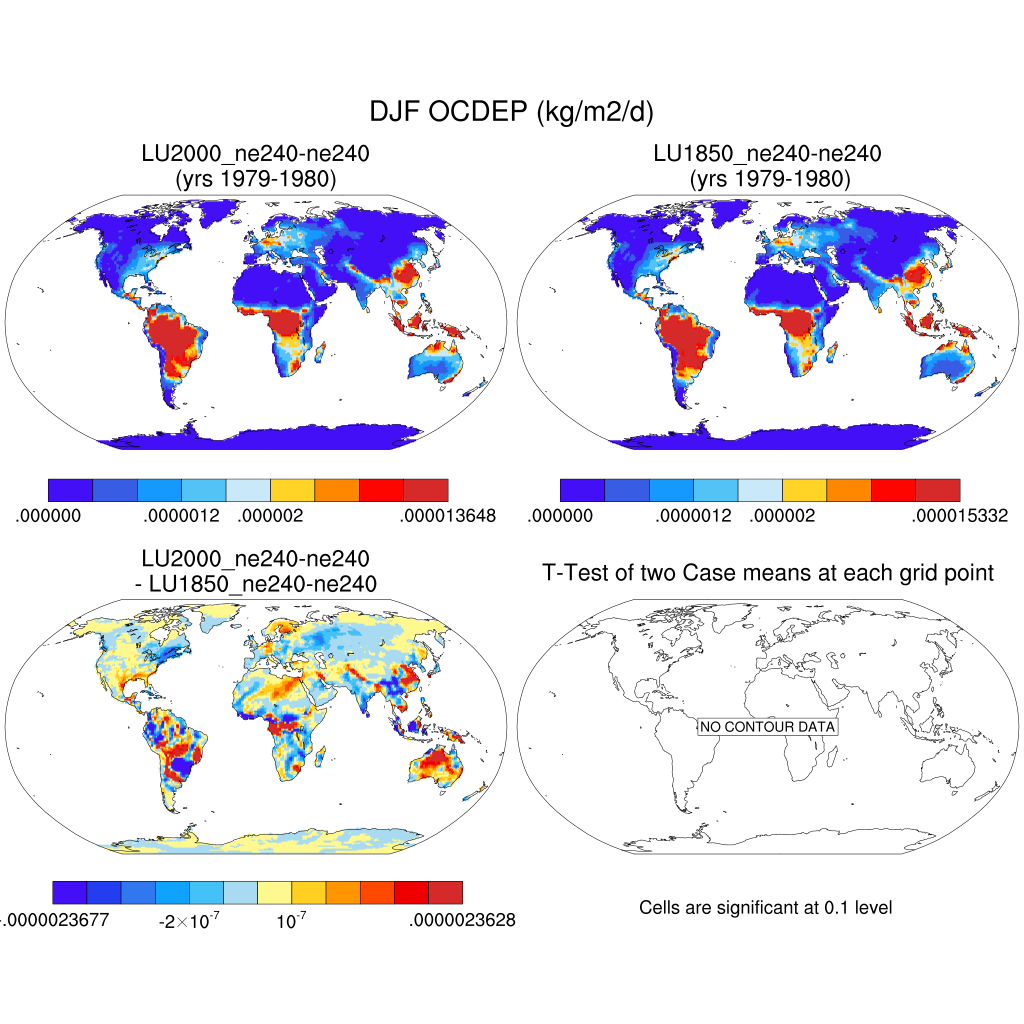 DJF OCDEP (kg/m2/d)
LU2000_ne240-ne240
(yrs 1979-1980)
LU1850_ne240-ne240
(yrs 1979-1980)
.000000 .0000012 .000002 .000013648
.000000 .0000012 .000002 .000015332
LU2000_ne240-ne240
- LU1850_ne240-ne240
T-Test of two Case means at each grid point
NO CONTOUR DATA
-.0000023677 -2×10⁻⁷ 10⁻⁷ .0000023628
Cells are significant at 0.1 level